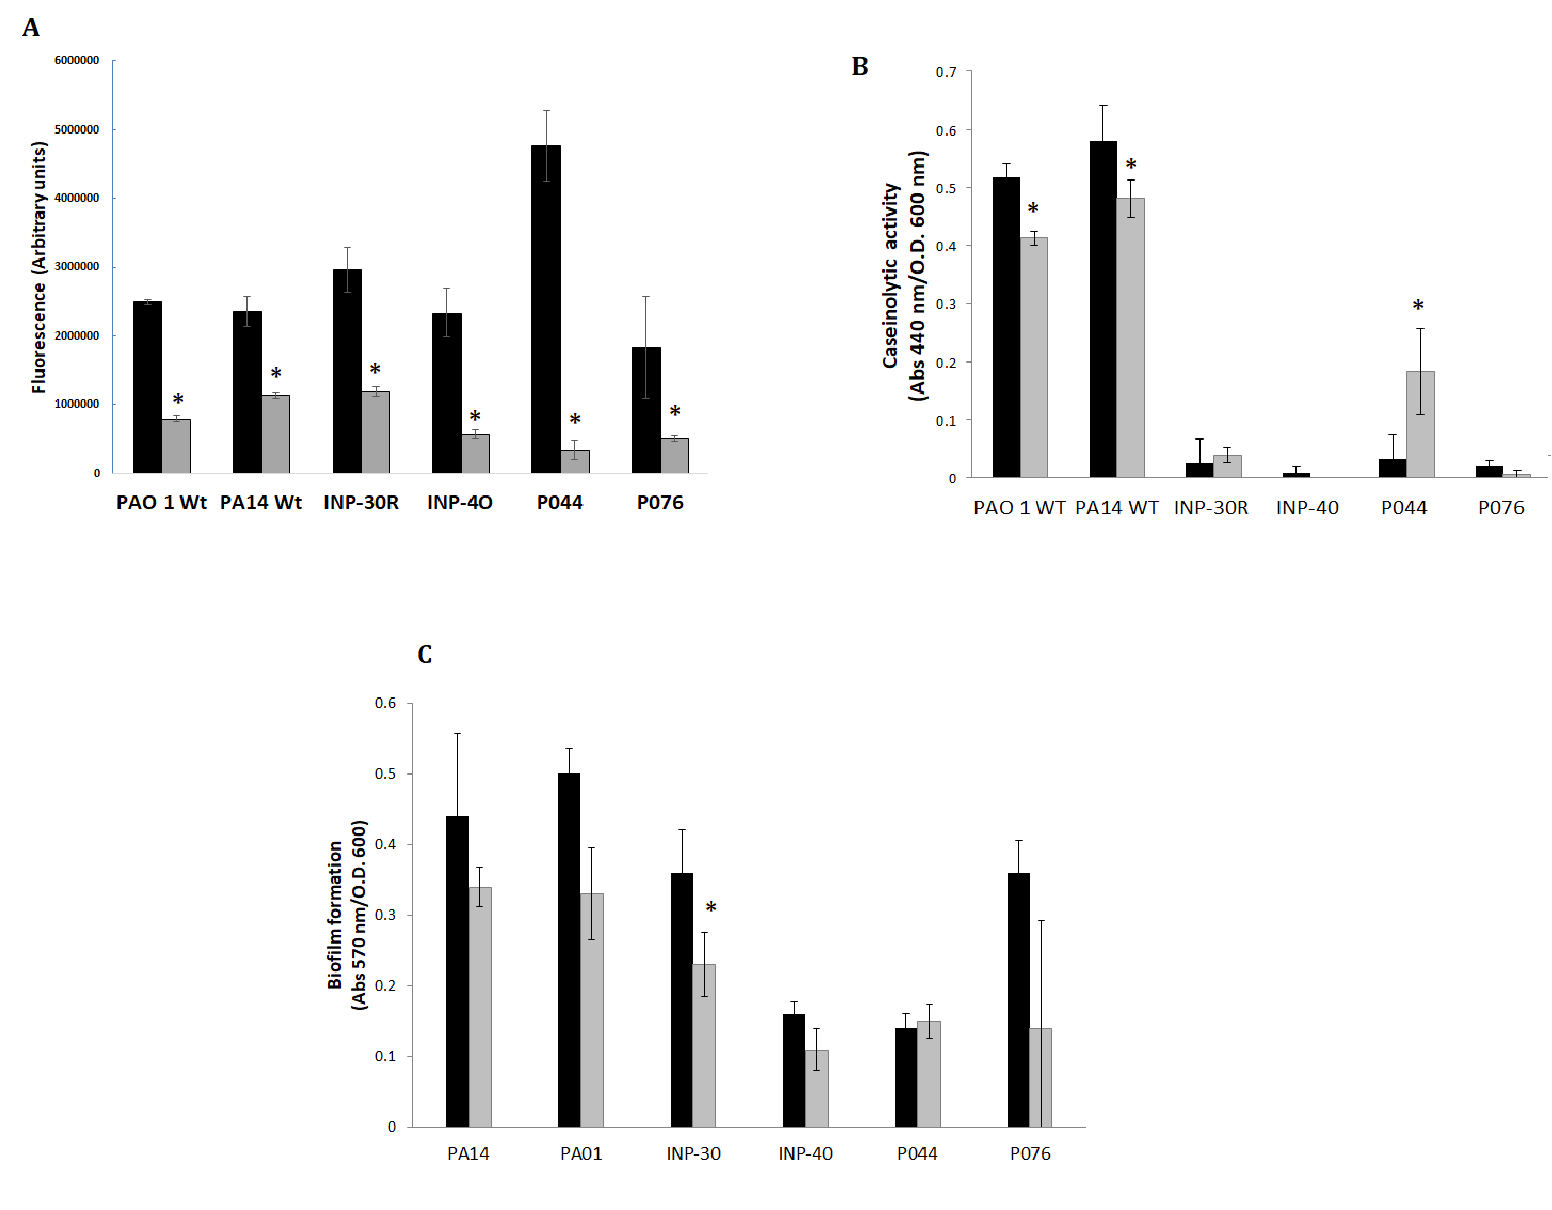 A
Fluorescence (Arbitrary units)
6000000
5000000
4000000
3000000
2000000
1000000
0
*
*
*
*
*
*
PAO 1 Wt PA14 Wt INP-30R INP-4O P044 P076
B
Caseinolytic activity
(Abs 440 nm/O.D. 600 nm)
0.7
0.6
0.5
0.4
0.3
0.2
0.1
0
*
*
*
PAO 1 WT PA14 WT INP-30R INP-40 P044 P076
C
Biofilm formation
(Abs 570 nm/O.D. 600)
0.6
0.5
0.4
0.3
0.2
0.1
0
*
PA14 PA01 INP-30 INP-40 P044 P076